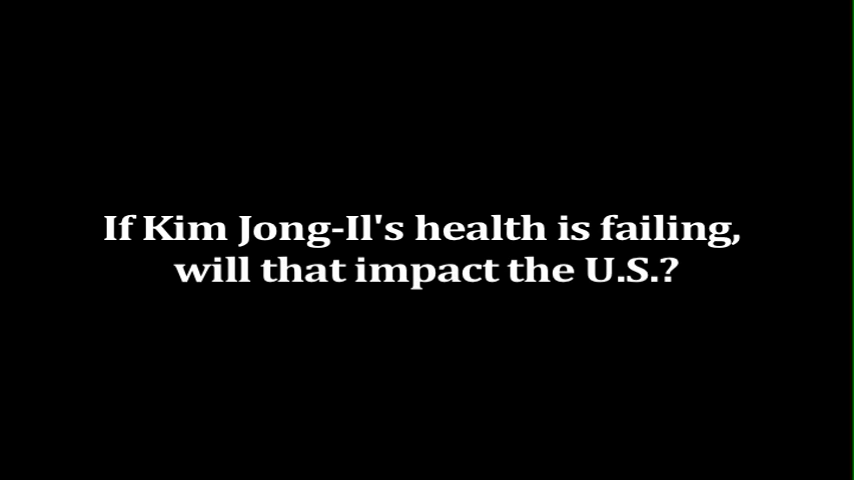 If Kim Jong-Il's health is failing,
will that impact the U.S.?